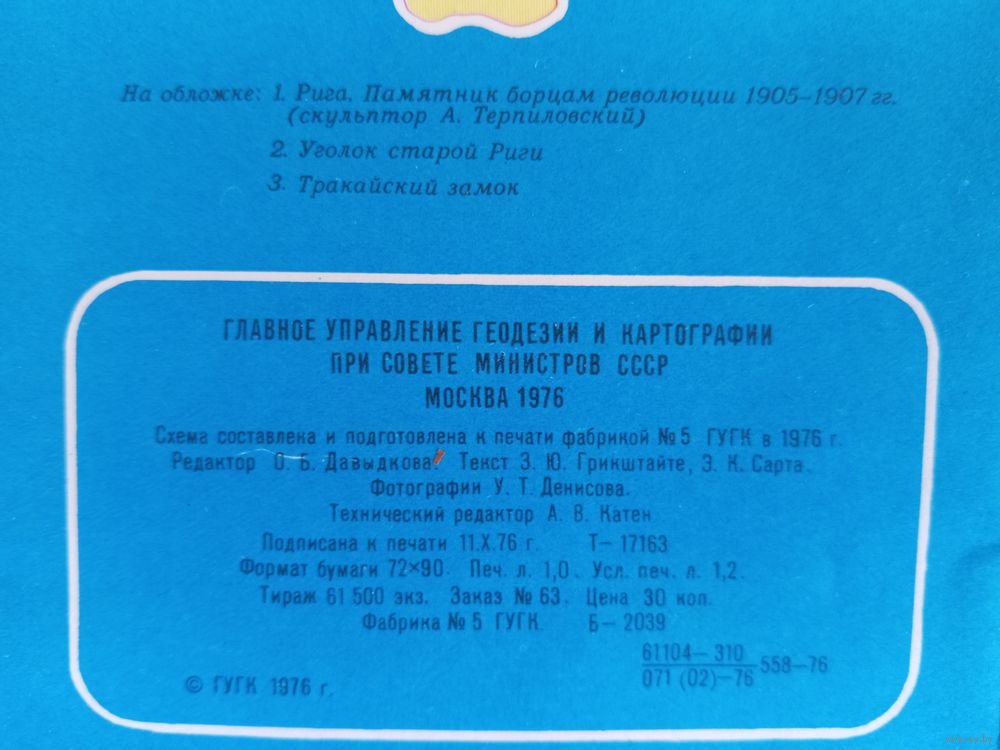 На обложке: 1. Рига. Памятник борцам революции 1905–1907 гг.
(скульптор А. Терпиловский)
2. Уголок старой Риги
3. Тракайский замок
ГЛАВНОЕ УПРАВЛЕНИЕ ГЕОДЕЗИИ И КАРТОГРАФИИ
ПРИ СОВЕТЕ МИНИСТРОВ СССР
МОСКВА 1976
Схема составлена и подготовлена к печати фабрикой № 5 ГУГК в 1976 г.
Редактор О. Б. Давыдкова Текст З. Ю. Грикштайте, Э. К. Сарта.
Фотографии У. Т. Денисова.
Технический редактор А. В. Катен
Подписана к печати 11.X.76 г. Т– 17163
Формат бумаги 72×90. Печ. л. 1,0. Усл. печ. л. 1,2.
Тираж 61 500 экз. Заказ № 63. Цена 30 коп.
Фабрика № 5 ГУГК Б– 2039
61104–310
071 (02)–76 558–76
© ГУГК 1976 г.